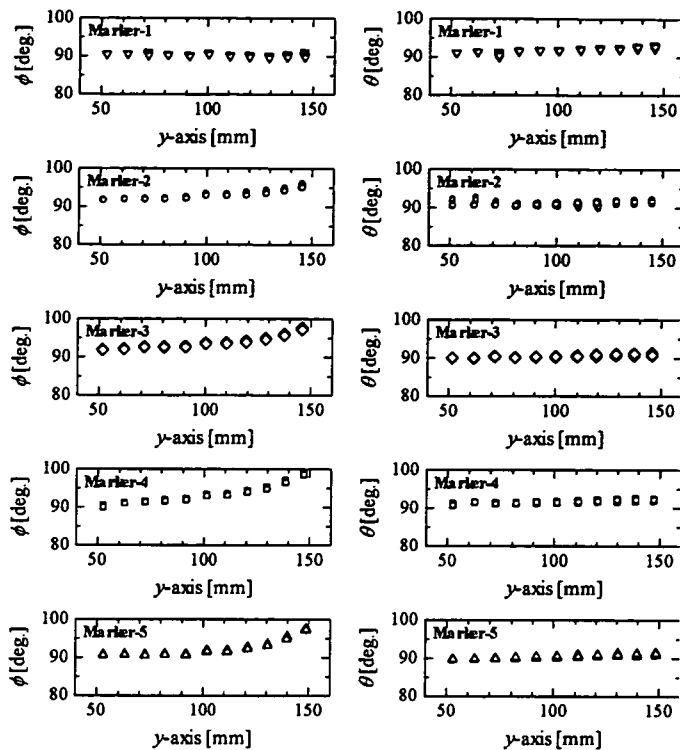 Marker-1
ϕ [deg.]
100
90
80
50
100
150
y-axis [mm]
Marker-1
θ [deg.]
100
90
80
50
100
150
y-axis [mm]
Marker-2
ϕ [deg.]
100
90
80
50
100
150
y-axis [mm]
Marker-2
θ [deg.]
100
90
80
50
100
150
y-axis [mm]
Marker-3
ϕ [deg.]
100
90
80
50
100
150
y-axis [mm]
Marker-3
θ [deg.]
100
90
80
50
100
150
y-axis [mm]
Marker-4
ϕ [deg.]
100
90
80
50
100
150
y-axis [mm]
Marker-4
θ [deg.]
100
90
80
50
100
150
y-axis [mm]
Marker-5
ϕ [deg.]
100
90
80
50
100
150
y-axis [mm]
Marker-5
θ [deg.]
100
90
80
50
100
150
y-axis [mm]